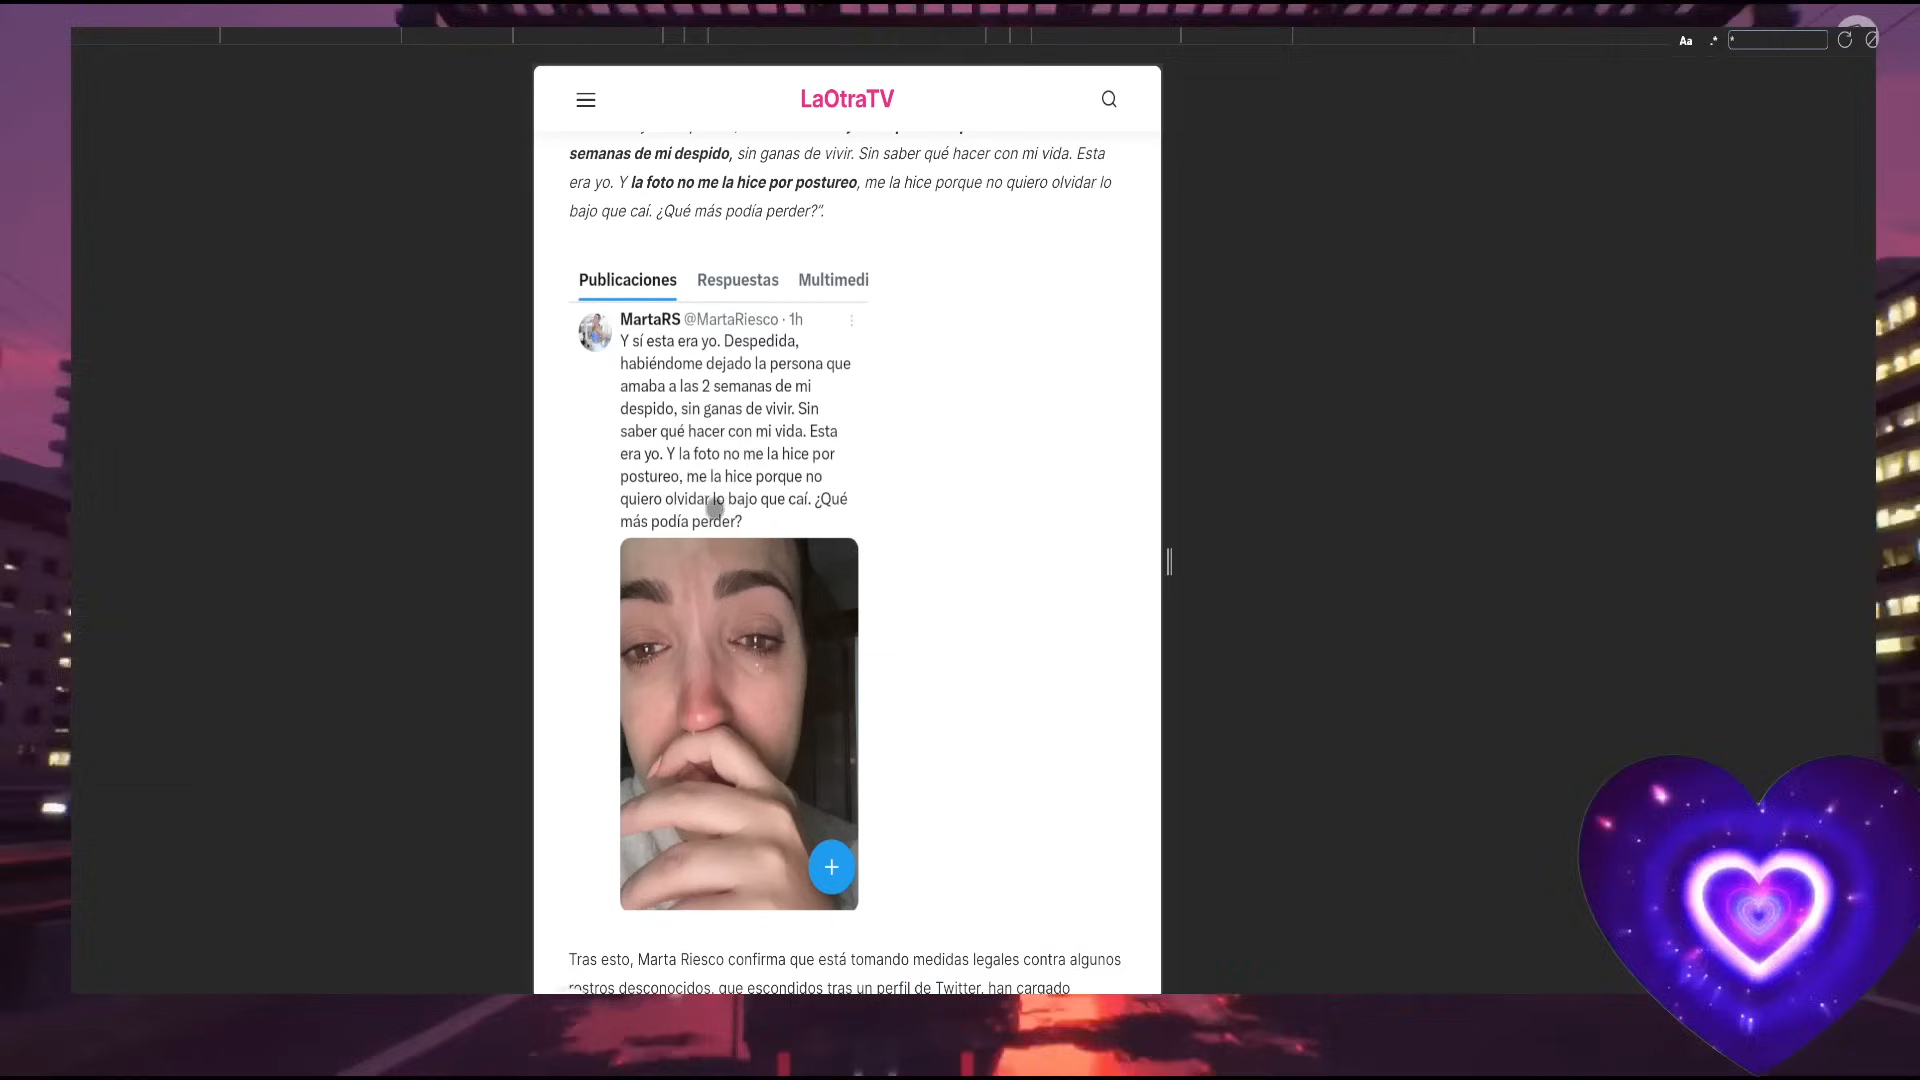 Aa .* *
LaOtraTV
semanas de mi despido, sin ganas de vivir. Sin saber qué hacer con mi vida. Esta
era yo. Y la foto no me la hice por postureo, me la hice porque no quiero olvidar lo
bajo que caí. ¿Qué más podía perder?”.
Publicaciones Respuestas Multimedi
MartaRS @MartaRiesco · 1h
Y sí esta era yo. Despedida,
habiéndome dejado la persona que
amaba a las 2 semanas de mi
despido, sin ganas de vivir. Sin
saber qué hacer con mi vida. Esta
era yo. Y la foto no me la hice por
postureo, me la hice porque no
quiero olvidar lo bajo que caí. ¿Qué
más podía perder?
Tras esto, Marta Riesco confirma que está tomando medidas legales contra algunos
rostros desconocidos, que escondidos tras un perfil de Twitter, han cargado